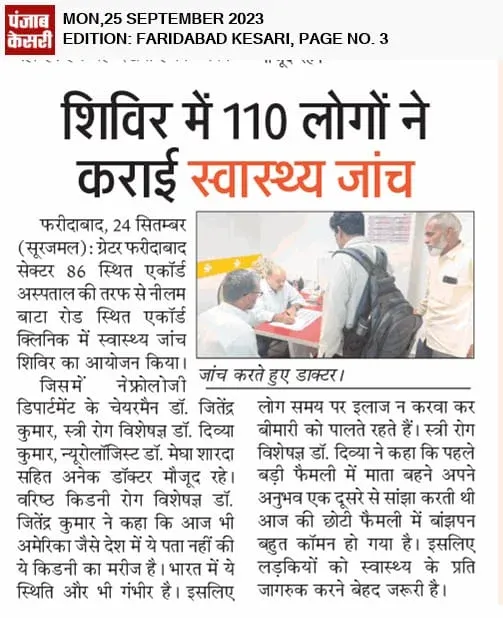 पंजाब
केसरी
MON,25 SEPTEMBER 2023
EDITION: FARIDABAD KESARI, PAGE NO. 3
शिविर में 110 लोगों ने
कराई स्वास्थ्य जांच
फरीदाबाद, 24 सितम्बर
(सूरजमल): ग्रेटर फरीदाबाद
सेक्टर 86 स्थित एकॉर्ड
अस्पताल की तरफ से नीलम
बाटा रोड स्थित एकॉर्ड
क्लिनिक में स्वास्थ्य जांच
शिविर का आयोजन किया।
जिसमें नेफ्रोलोजी
डिपार्टमेंट के चेयरमैन डॉ. जितेंद्र
कुमार, स्त्री रोग विशेषज्ञ डॉ. दिव्या
कुमार, न्यूरोलॉजिस्ट डॉ. मेघा शारदा
सहित अनेक डॉक्टर मौजूद रहे।
वरिष्ठ किडनी रोग विशेषज्ञ डॉ.
जितेंद्र कुमार ने कहा कि आज भी
अमेरिका जैसे देश में ये पता नहीं की
ये किडनी का मरीज है। भारत में ये
स्थिति और भी गंभीर है। इसलिए
जांच करते हुए डाक्टर।
लोग समय पर इलाज न करवा कर
बीमारी को पालते रहते हैं। स्त्री रोग
विशेषज्ञ डॉ. दिव्या ने कहा कि पहले
बड़ी फैमली में माता बहने अपने
अनुभव एक दूसरे से सांझा करती थी
आज की छोटी फैमली में बांझपन
बहुत कॉमन हो गया है। इसलिए
लड़कियों को स्वास्थ्य के प्रति
जागरुक करने बेहद जरूरी है।